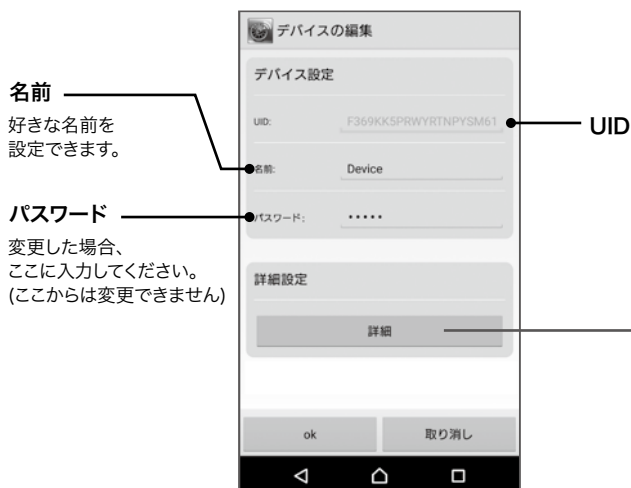 デバイスの編集
デバイス設定
名前
好きな名前を
設定できます。
UID:
F369KK5PRWYRTNPYSM61
UID
名前:
Device
パスワード
変更した場合、
ここに入力してください。
(ここからは変更できません)
パスワード:
•••••
詳細設定
詳細
ok
取り消し